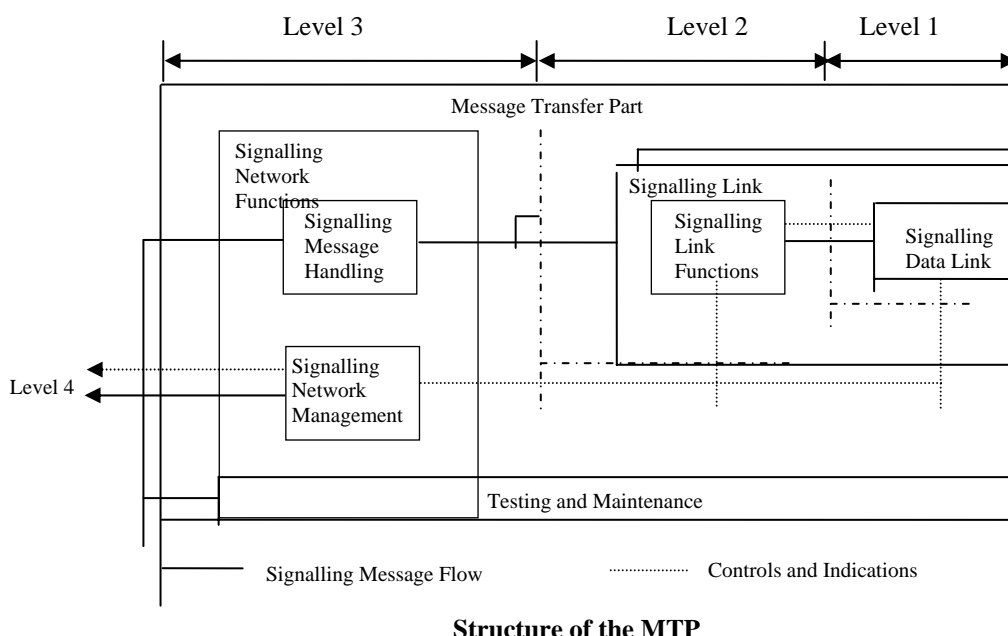 Level 3
Level 2
Level 1
Message Transfer Part
Signalling
Network
Functions
Signalling
Message
Handling
Signalling Link
Signalling
Link
Functions
Signalling
Data Link
Level 4
Signalling
Network
Management
Testing and Maintenance
Signalling Message Flow
Controls and Indications
Structure of the MTP